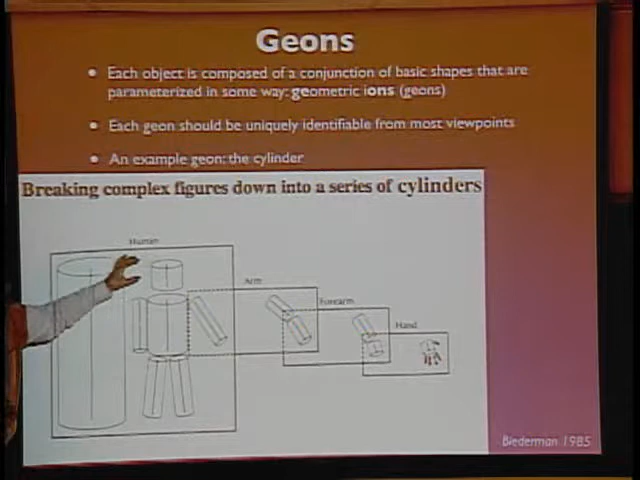 Geons
• Each object is composed of a conjunction of basic shapes that are
parameterized in some way: geometric ions (geons)
• Each geon should be uniquely identifiable from most viewpoints
• An example geon: the cylinder
Breaking complex figures down into a series of cylinders
Human
Arm
Forearm
Hand
Biederman 1985